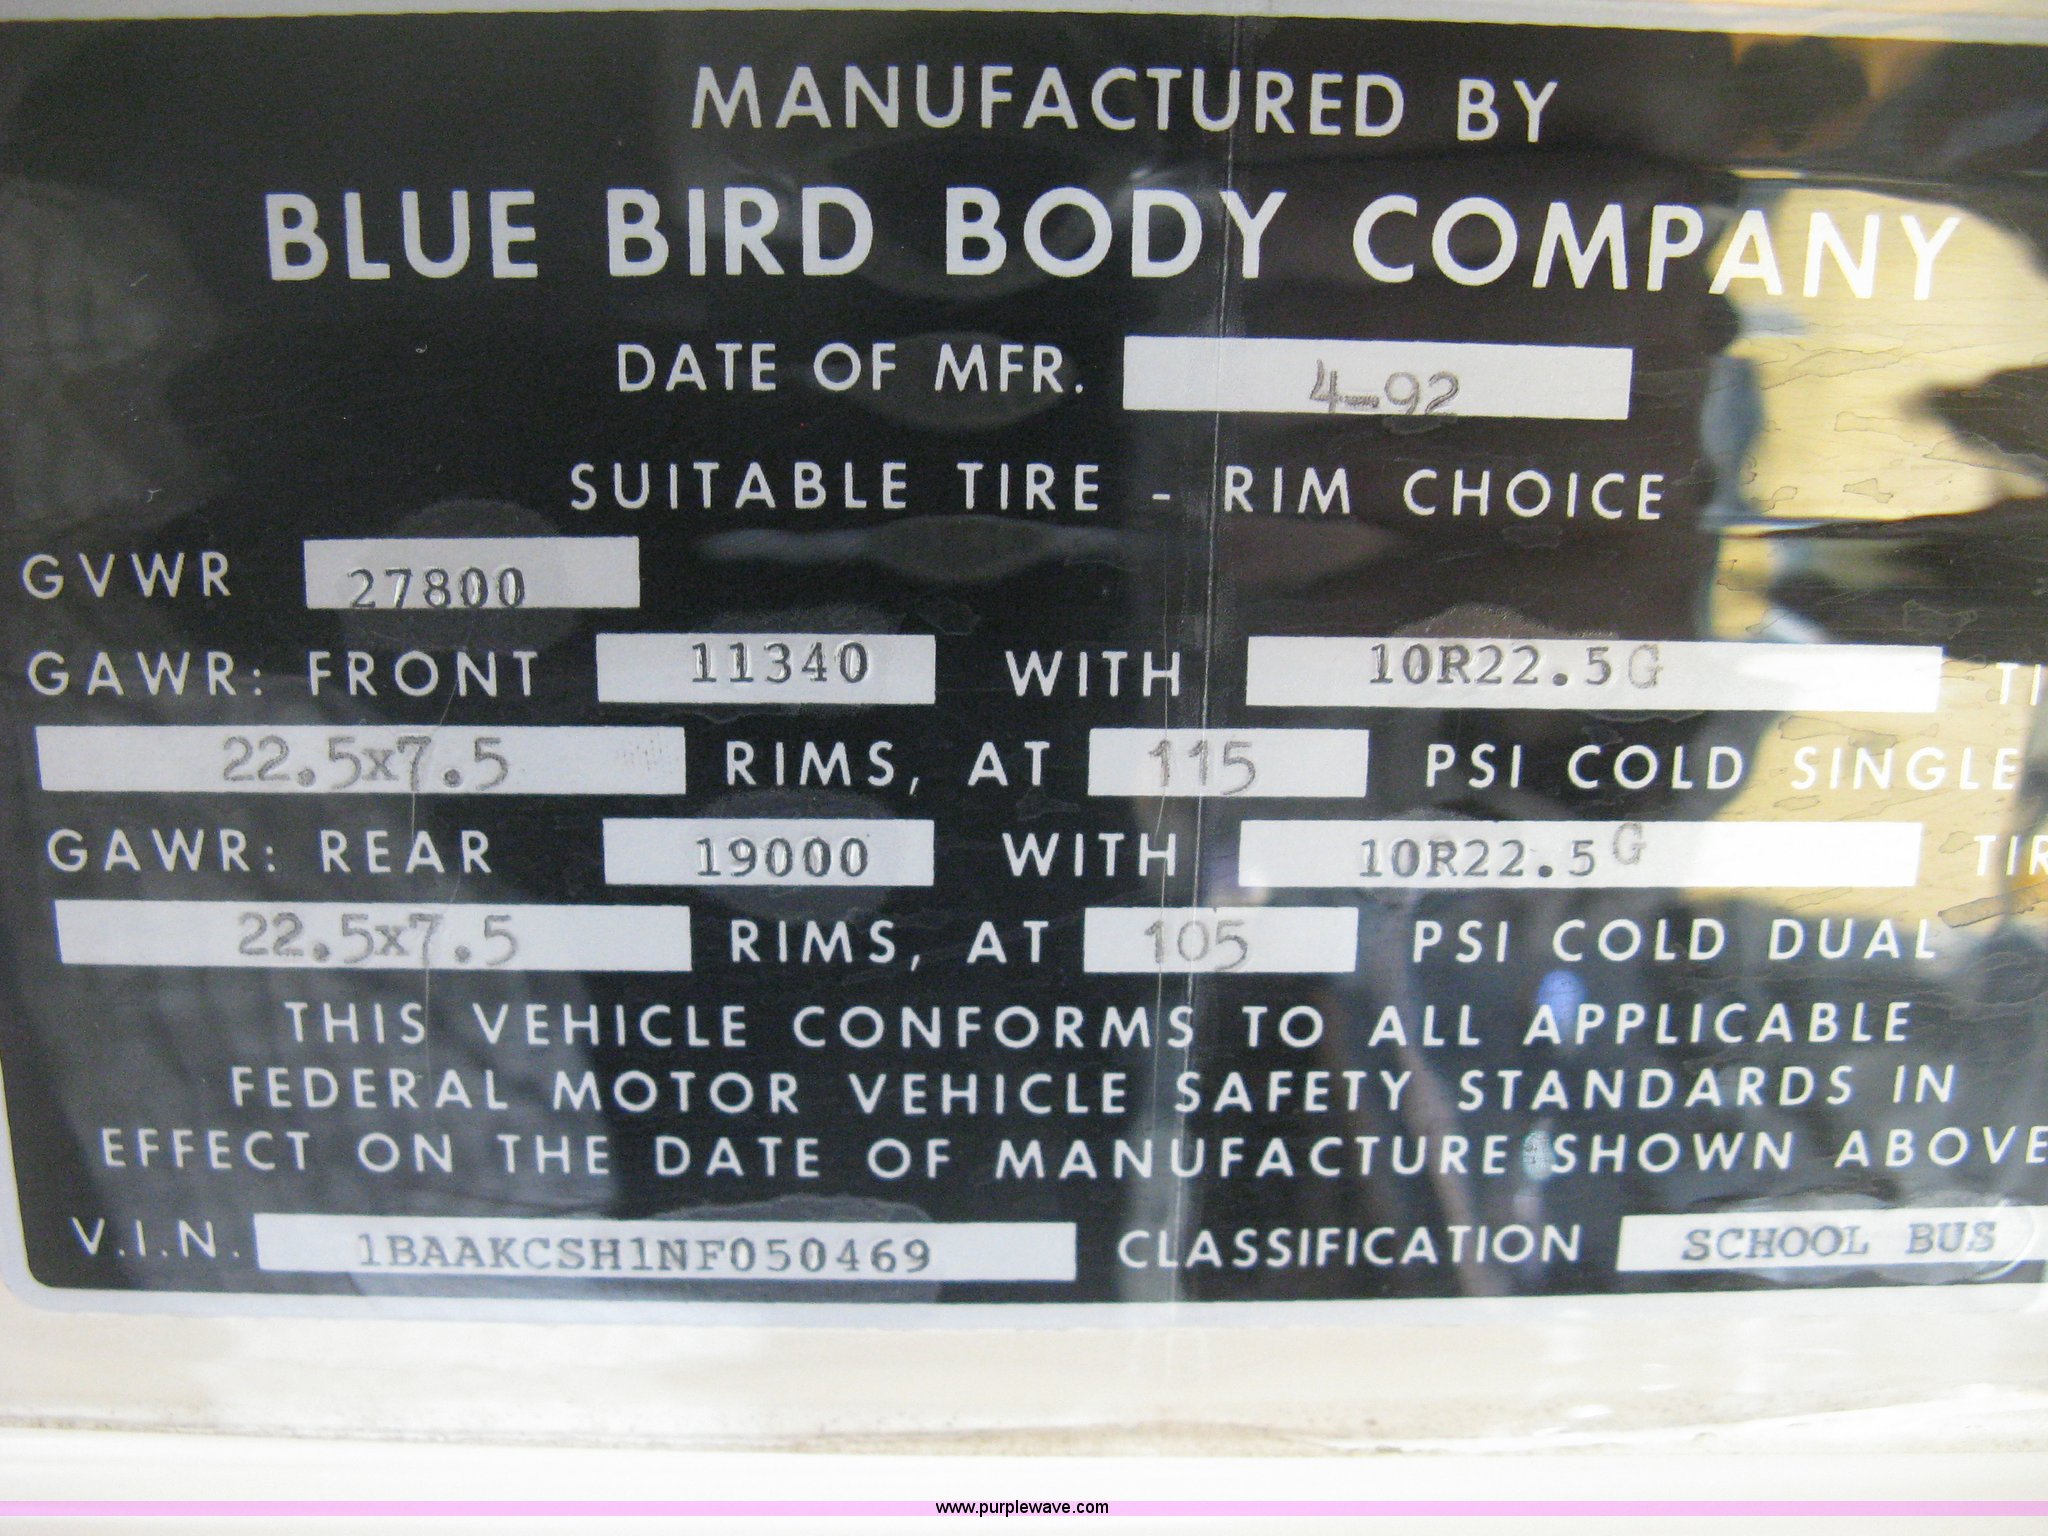 MANUFACTURED BY
BLUE BIRD BODY COMPANY
DATE OF MFR. 4-92
SUITABLE TIRE - RIM CHOICE
GVWR 27800
GAWR: FRONT 11340 WITH 10R22.5G TI
22.5x7.5 RIMS, AT 115 PSI COLD SINGLE
GAWR: REAR 19000 WITH 10R22.5G TIR
22.5x7.5 RIMS, AT 105 PSI COLD DUAL
THIS VEHICLE CONFORMS TO ALL APPLICABLE
FEDERAL MOTOR VEHICLE SAFETY STANDARDS IN
EFFECT ON THE DATE OF MANUFACTURE SHOWN ABOVE
V.I.N. 1BAAKCSH1NF050469 CLASSIFICATION SCHOOL BUS
www.purplewave.com